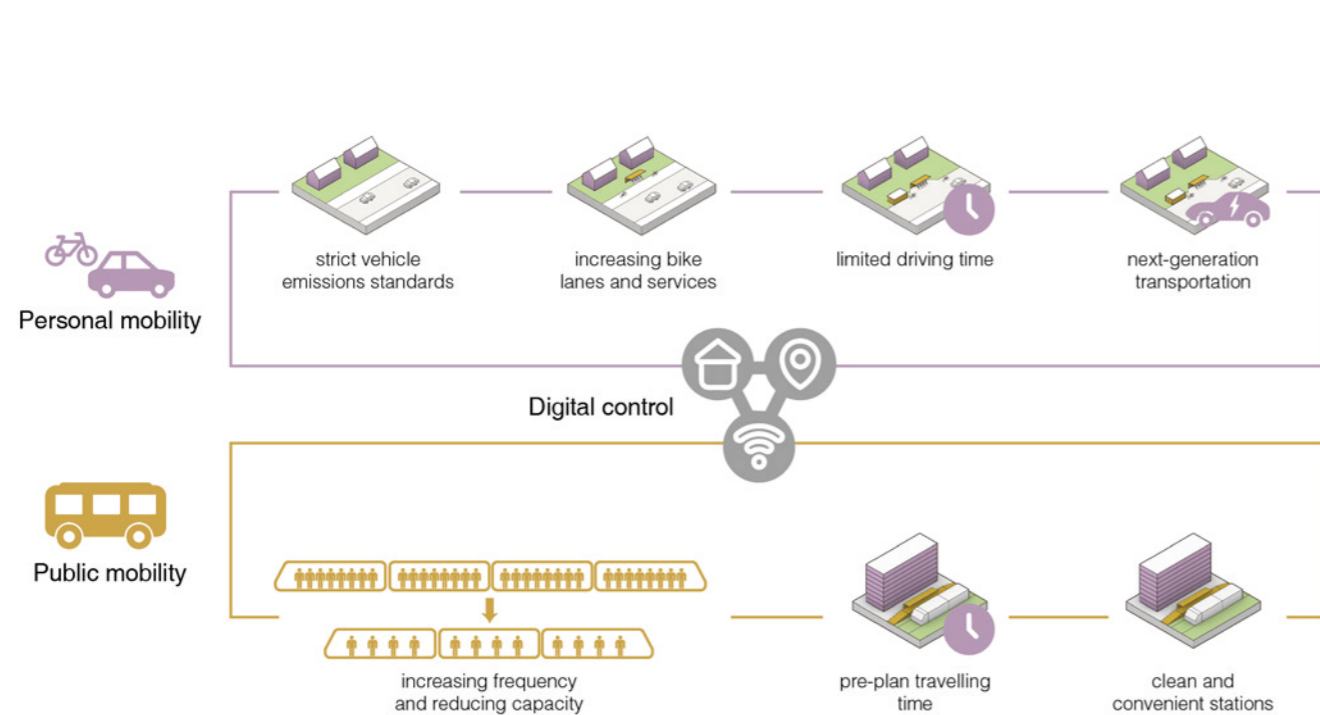 strict vehicle
emissions standards
increasing bike
lanes and services
limited driving time
next-generation
transportation
Personal mobility
Digital control
Public mobility
increasing frequency
and reducing capacity
pre-plan travelling
time
clean and
convenient stations